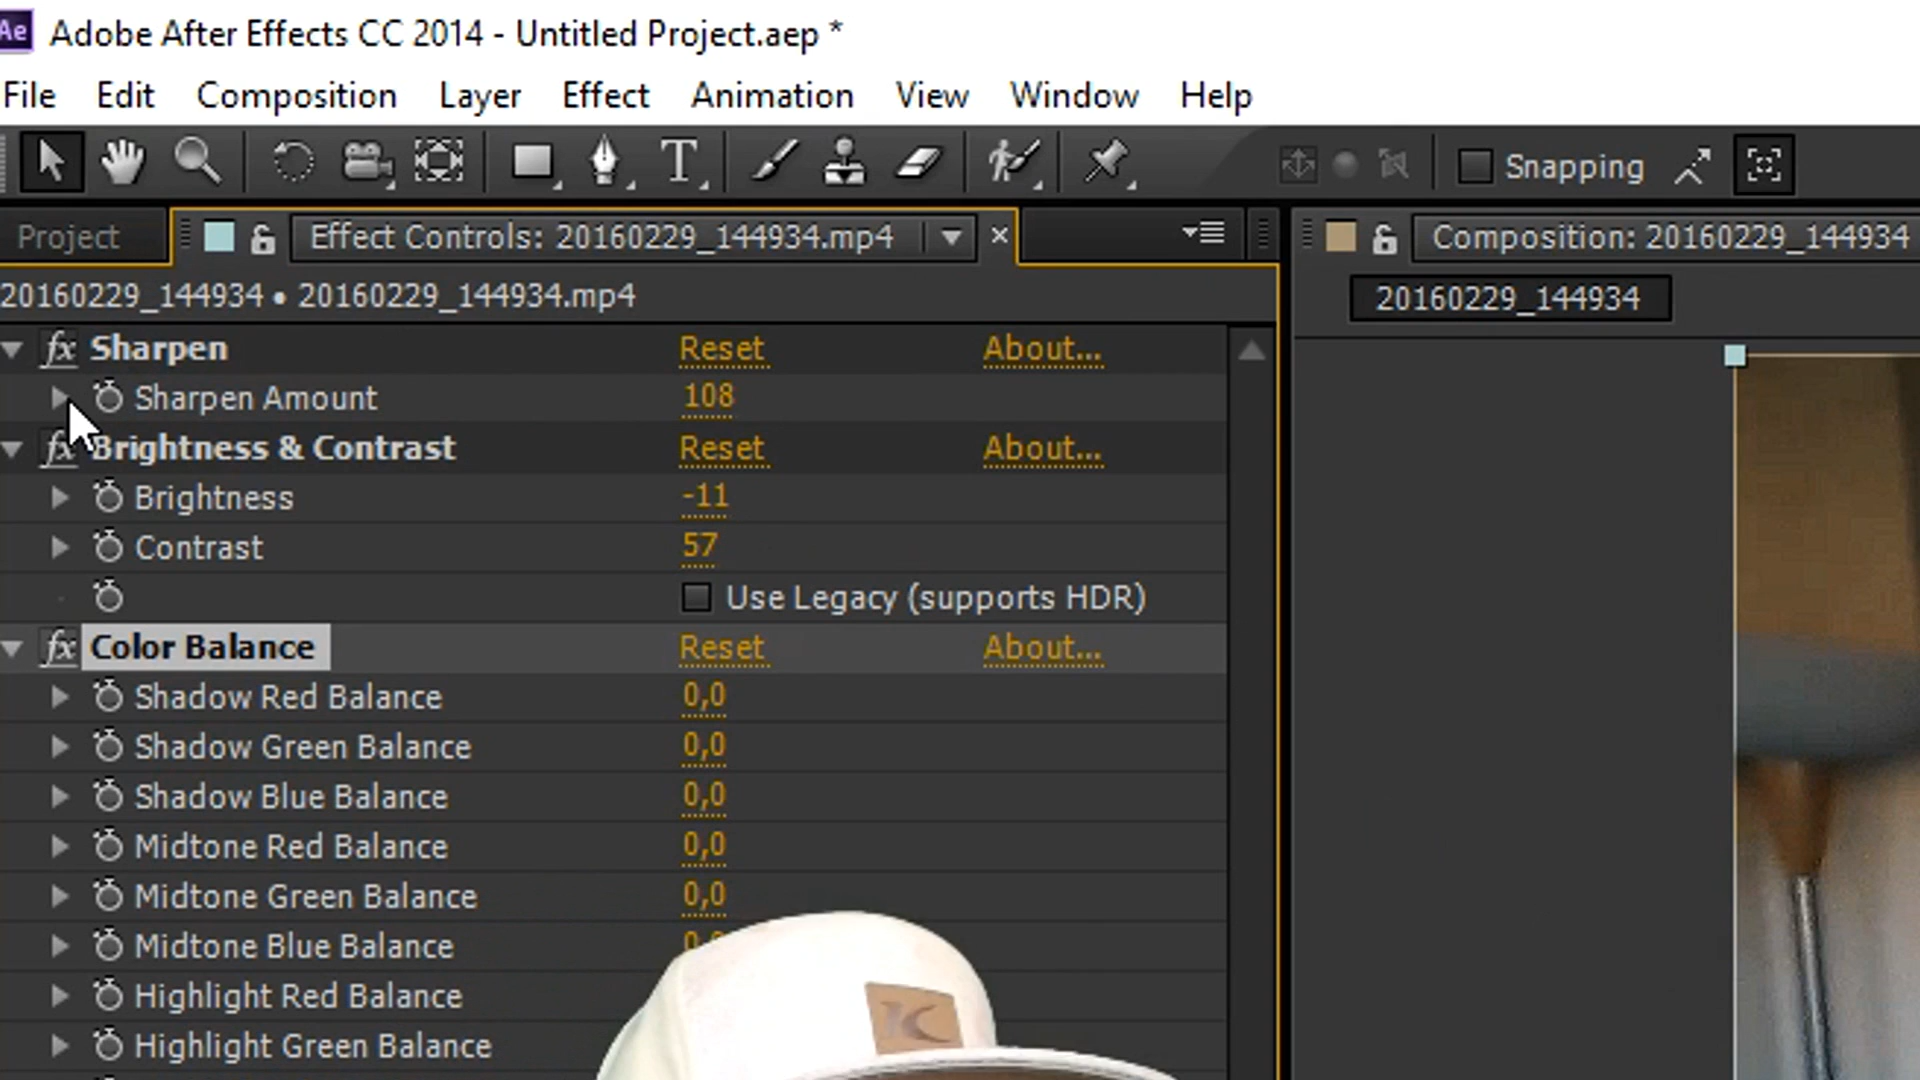 Ae Adobe After Effects CC 2014 - Untitled Project.aep *
File Edit Composition Layer Effect Animation View Window Help
T Snapping
Project Effect Controls: 20160229_144934.mp4 × Composition: 20160229_144934
20160229_144934 • 20160229_144934.mp4 20160229_144934
fx Sharpen Reset About...
Sharpen Amount 108
fx Brightness & Contrast Reset About...
Brightness -11
Contrast 57
Use Legacy (supports HDR)
fx Color Balance Reset About...
Shadow Red Balance 0,0
Shadow Green Balance 0,0
Shadow Blue Balance 0,0
Midtone Red Balance 0,0
Midtone Green Balance 0,0
Midtone Blue Balance
Highlight Red Balance
Highlight Green Balance
K